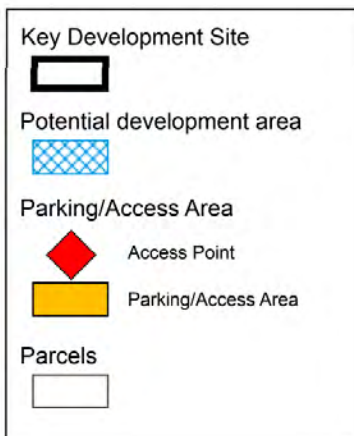 Key Development Site
Potential development area
Parking/Access Area
Access Point
Parking/Access Area
Parcels